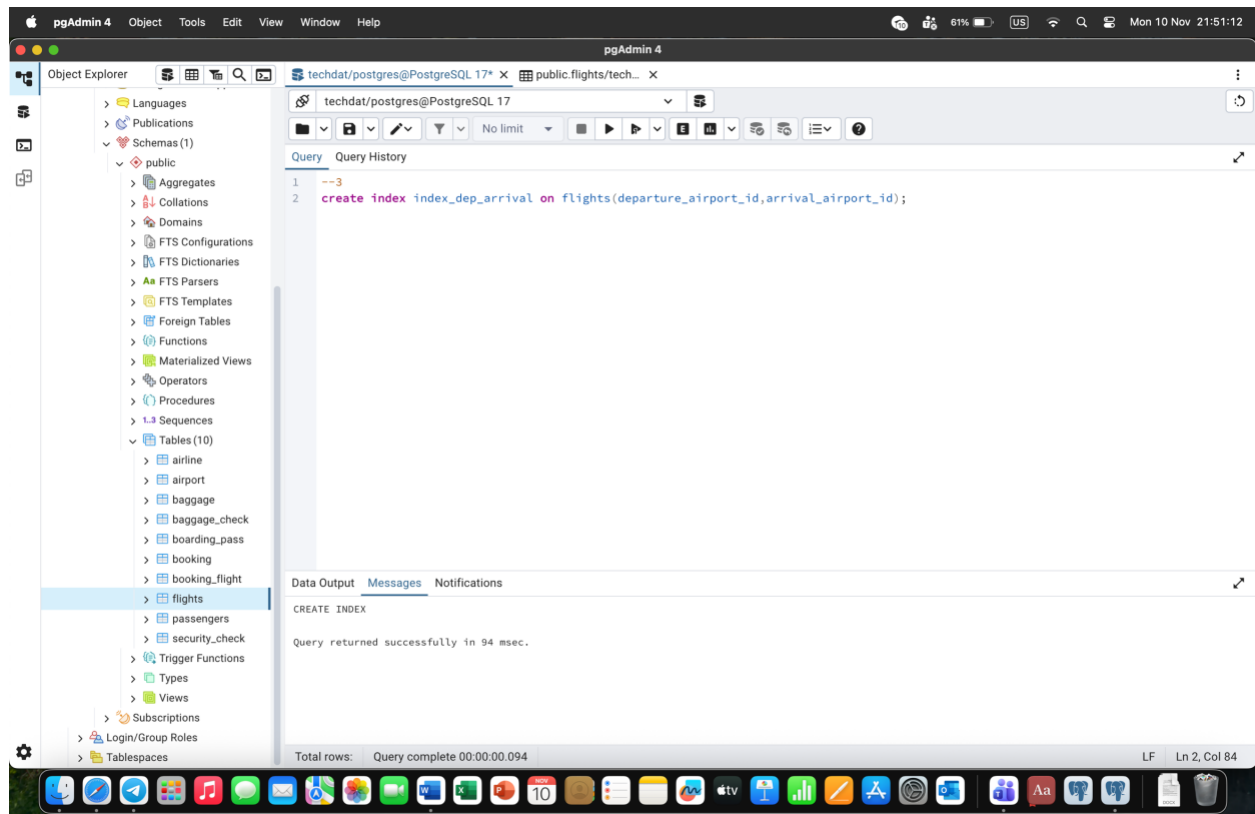 pgAdmin 4 Object Tools Edit View Window Help 10 61% US Mon 10 Nov 21:51:12
pgAdmin 4
Object Explorer
techdat/postgres@PostgreSQL 17* public.flights/tech...
Languages
Publications
Schemas (1)
public
Aggregates
Collations
Domains
FTS Configurations
FTS Dictionaries
Aa FTS Parsers
FTS Templates
Foreign Tables
Functions
Materialized Views
Operators
Procedures
1..3 Sequences
Tables (10)
airline
airport
baggage
baggage_check
boarding_pass
booking
booking_flight
flights
passengers
security_check
Trigger Functions
Types
Views
Subscriptions
Login/Group Roles
Tablespaces
techdat/postgres@PostgreSQL 17
No limit E
Query Query History
1 --3
2 create index index_dep_arrival on flights(departure_airport_id,arrival_airport_id);
Data Output Messages Notifications
CREATE INDEX
Query returned successfully in 94 msec.
Total rows: Query complete 00:00:00.094 LF Ln 2, Col 84
NOV
10
tv
Aa
DOCX